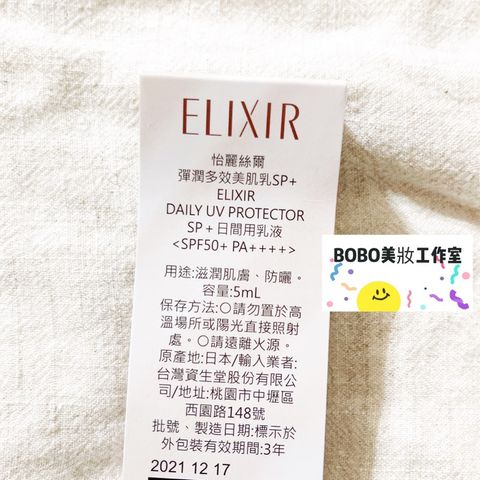 ELIXIR
怡麗絲爾
彈潤多效美肌乳SP+
ELIXIR
DAILY UV PROTECTOR
SP+日間用乳液
<SPF50+ PA++++>
用途:滋潤肌膚、防曬。
容量:5mL
保存方法:〇請勿置於高
溫場所或陽光直接照射
處。〇請遠離火源。
原產地:日本/輸入業者:
台灣資生堂股份有限公
司/地址:桃園市中壢區
西園路148號
批號、製造日期:標示於
外包裝有效期間:3年
2021 12 17
BOBO美妝工作室